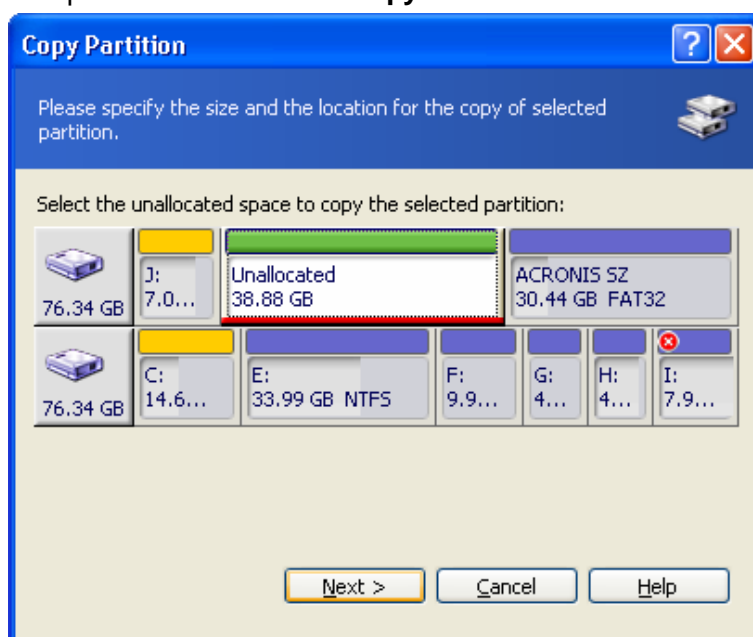 Copy Partition
Please specify the size and the location for the copy of selected
partition.
Select the unallocated space to copy the selected partition:
76.34 GB
J:
7.0...
Unallocated
38.88 GB
ACRONIS SZ
30.44 GB FAT32
76.34 GB
C:
14.6...
E:
33.99 GB NTFS
F:
9.9...
G:
4...
H:
4...
I:
7.9...
Next >
Cancel
Help